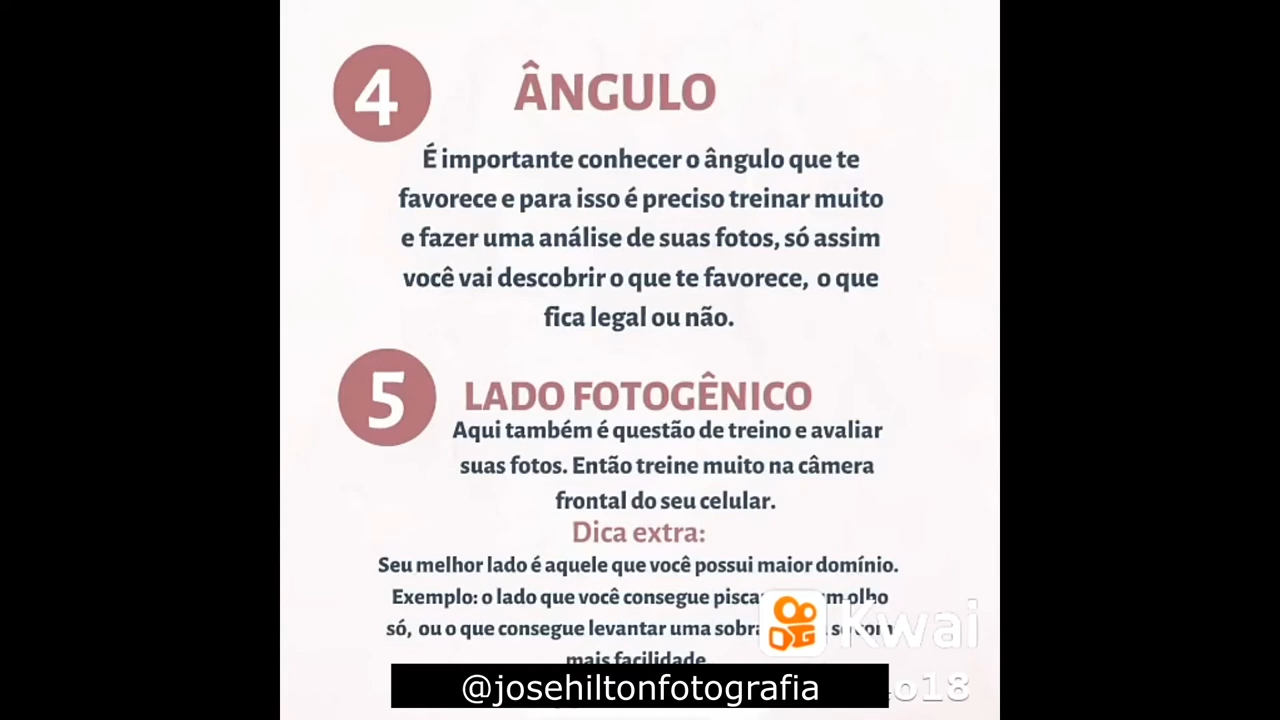 4
ÂNGULO
É importante conhecer o ângulo que te
favorece e para isso é preciso treinar muito
e fazer uma análise de suas fotos, só assim
você vai descobrir o que te favorece, o que
fica legal ou não.
5
LADO FOTOGÊNICO
Aqui também é questão de treino e avaliar
suas fotos. Então treine muito na câmera
frontal do seu celular.
Dica extra:
Seu melhor lado é aquele que você possui maior domínio.
Exemplo: o lado que você consegue olho
só, ou o que consegue levantar uma
mais facilidade
Kwai
@josehiltonfotografia